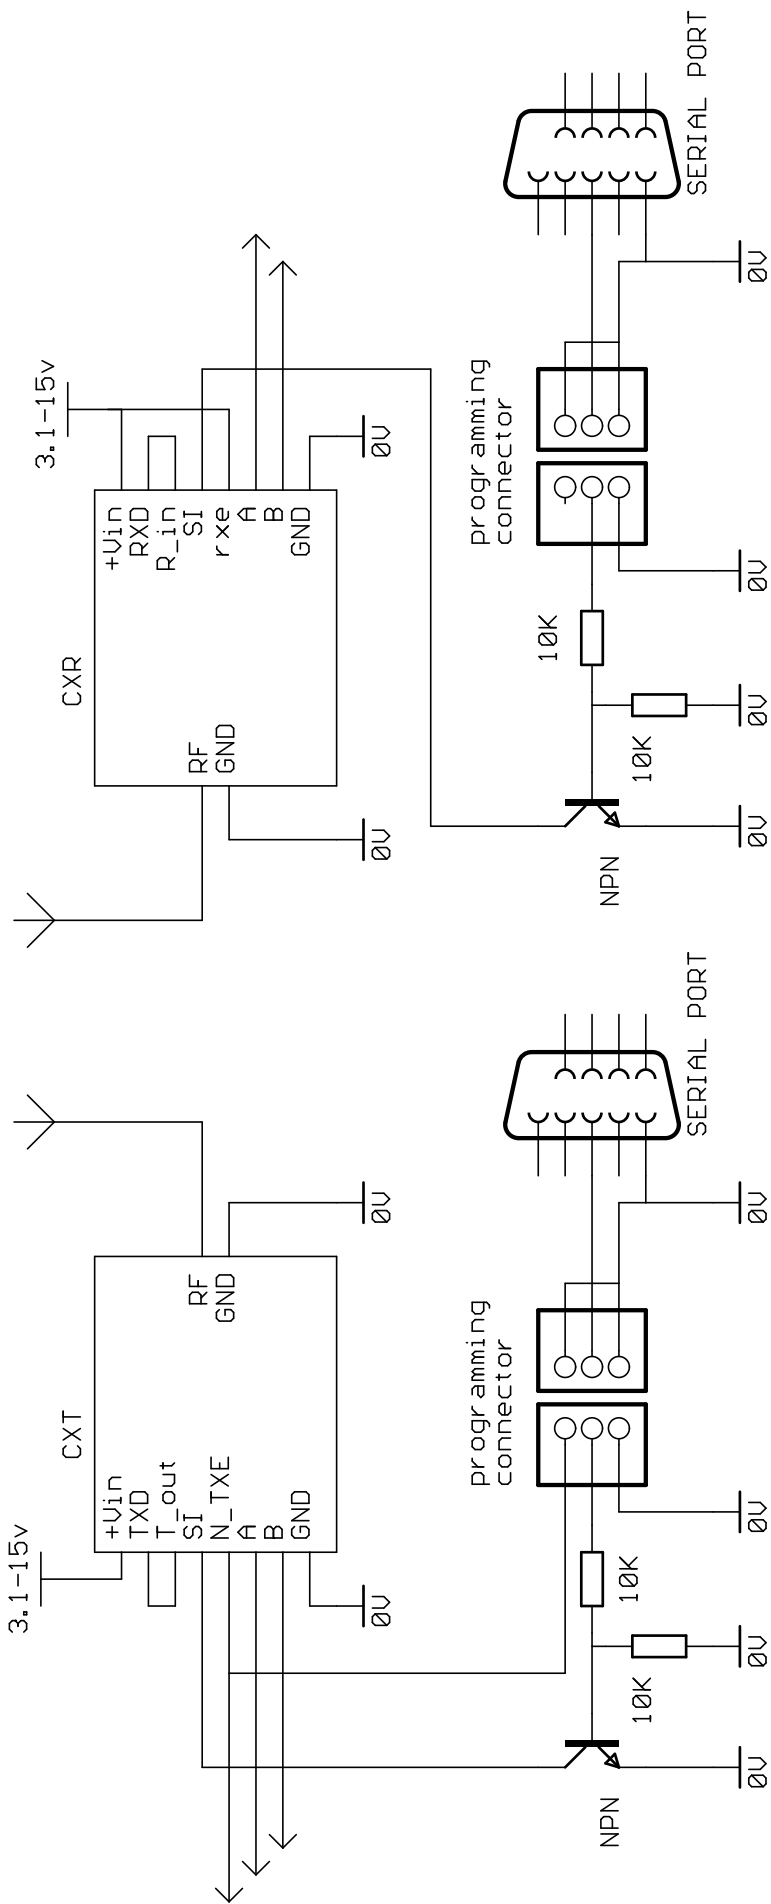 3.1-15v
CXT
+Vin
TXD
T_out
SI
N_TXE
A
B
GND
RF
GND
0V
0V
programming
connector
10K
10K
NPN
0V
0V
0V
0V
SERIAL PORT
3.1-15v
CXR
RF
GND
+Vin
RXD
R_in
SI
rxe
A
B
GND
0V
0V
programming
connector
10K
10K
NPN
0V
0V
0V
0V
SERIAL PORT